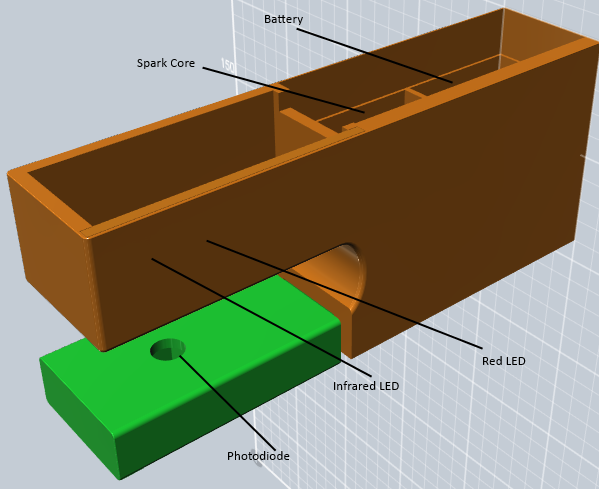 Battery
Spark Core
150
Red LED
Infrared LED
Photodiode